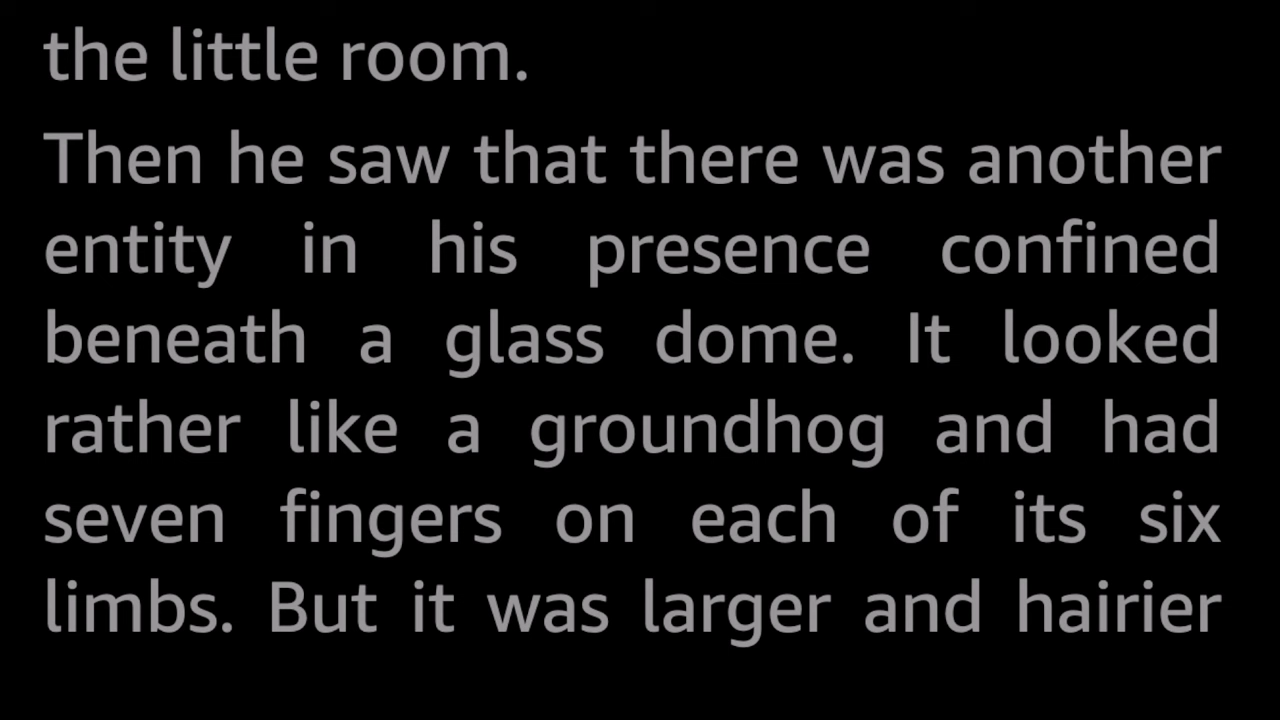 the little room.
Then he saw that there was another
entity in his presence confined
beneath a glass dome. It looked
rather like a groundhog and had
seven fingers on each of its six
limbs. But it was larger and hairier